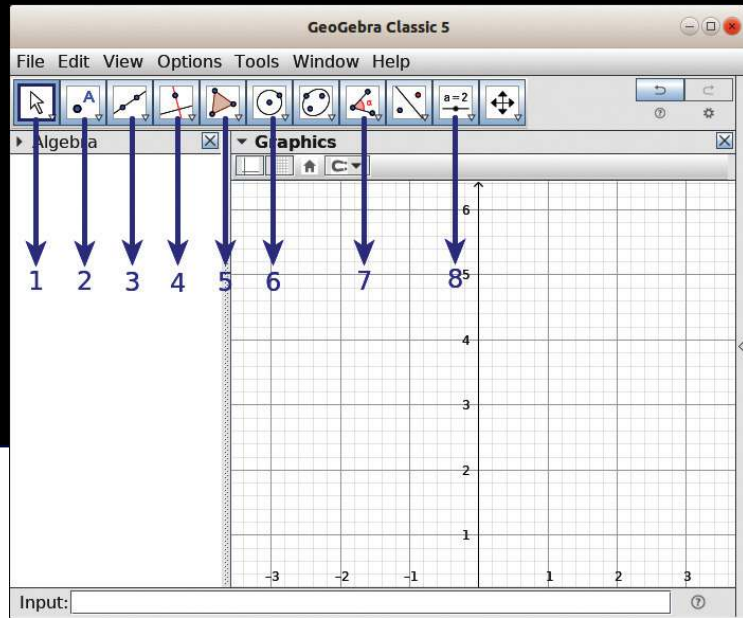 GeoGebra Classic 5
File Edit View Options Tools Window Help
A
α
a=2
Algebra
Graphics
1 2 3 4 5 6 7 8
6
5
4
3
2
1
-3 -2 -1 1 2 3
Input: